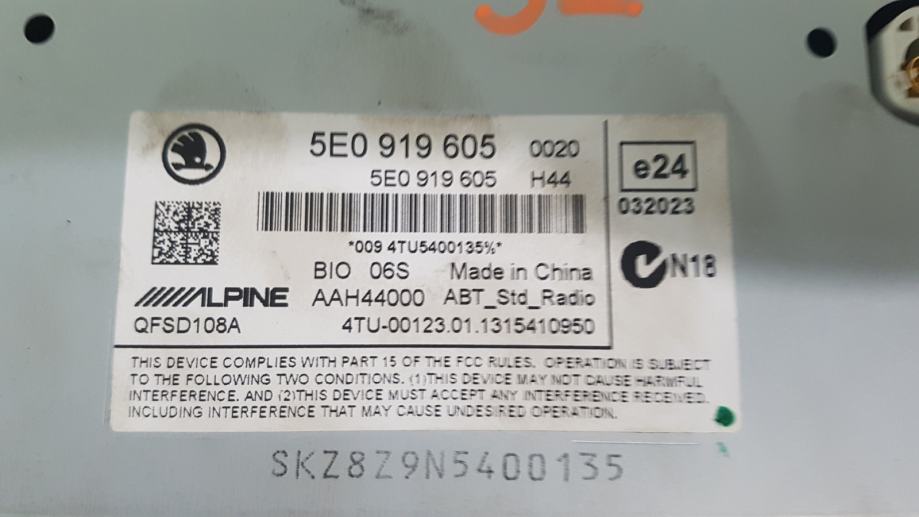 5E0 919 605 0020
5E0 919 605 H44
e24
032023
*009 4TU5400135%*
BIO 06S Made in China
N18
ALPINE AAH44000 ABT_Std_Radio
QFSD108A 4TU-00123.01.1315410950
THIS DEVICE COMPLIES WITH PART 15 OF THE FCC RULES. OPERATION IS SUBJECT
TO THE FOLLOWING TWO CONDITIONS. (1)THIS DEVICE MAY NOT CAUSE HARMFUL
INTERFERENCE. AND (2)THIS DEVICE MUST ACCEPT ANY INTERFERENCE RECEIVED.
INCLUDING INTERFERENCE THAT MAY CAUSE UNDESIRED OPERATION.
SKZ8Z9N5400135